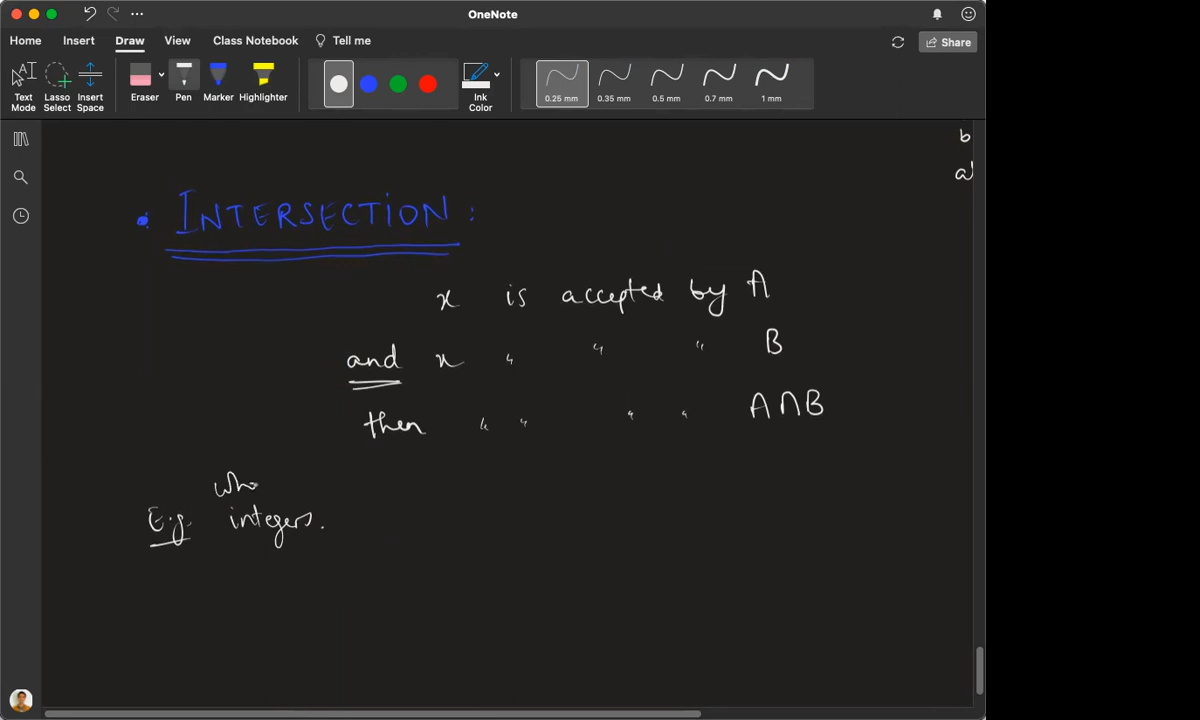 OneNote
Home Insert Draw View Class Notebook Tell me
Share
Text Mode
Lasso Select
Insert Space
Eraser
Pen
Marker
Highlighter
Ink Color
0.25 mm 0.35 mm 0.5 mm 0.7 mm 1 mm
b
a
• INTERSECTION :
x is accepted by A
and x " " " B
then " " " " A∩B
who
E.g. integers.